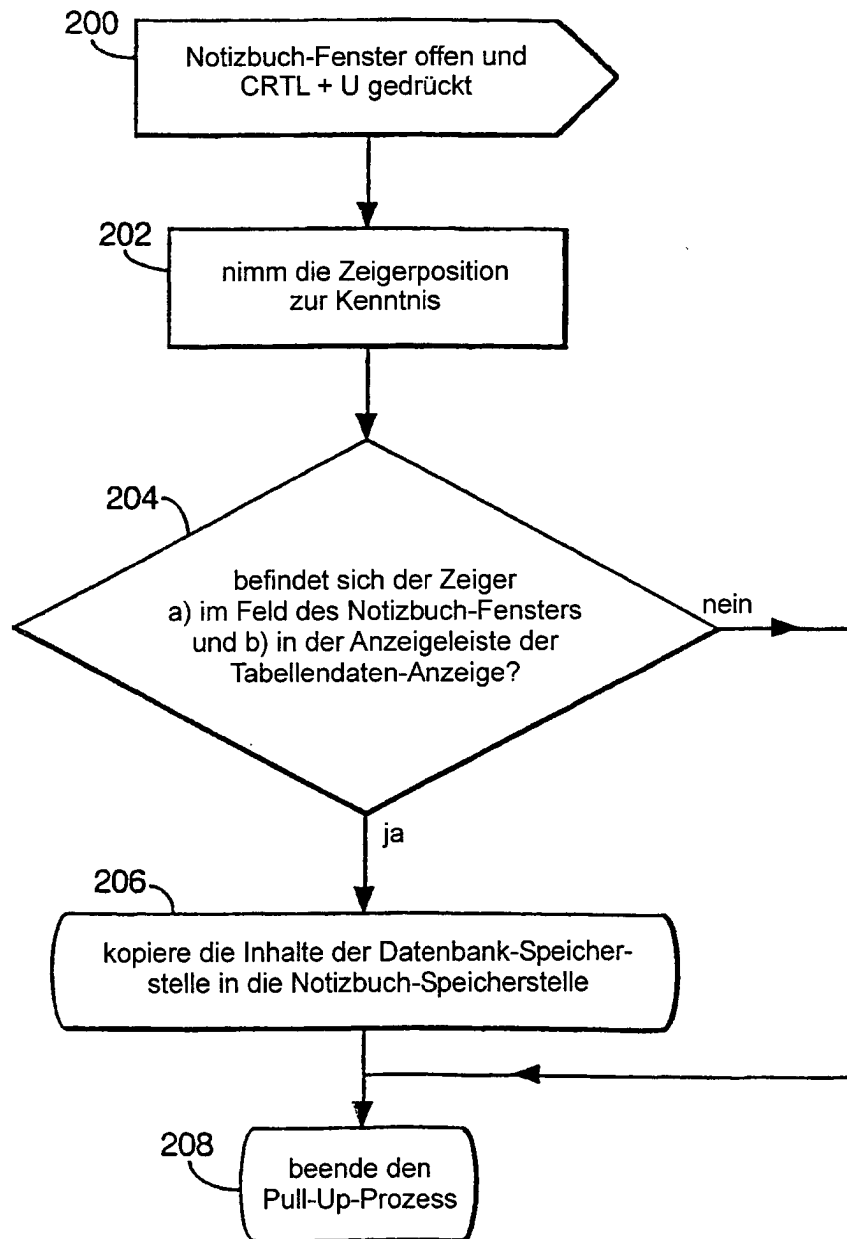 200
Notizbuch-Fenster offen und
CRTL + U gedrückt
202
nimm die Zeigerposition
zur Kenntnis
204
befindet sich der Zeiger
a) im Feld des Notizbuch-Fensters
und b) in der Anzeigeleiste der
Tabellendaten-Anzeige?
nein
ja
206
kopiere die Inhalte der Datenbank-Speicher-
stelle in die Notizbuch-Speicherstelle
208
beende den
Pull-Up-Prozess